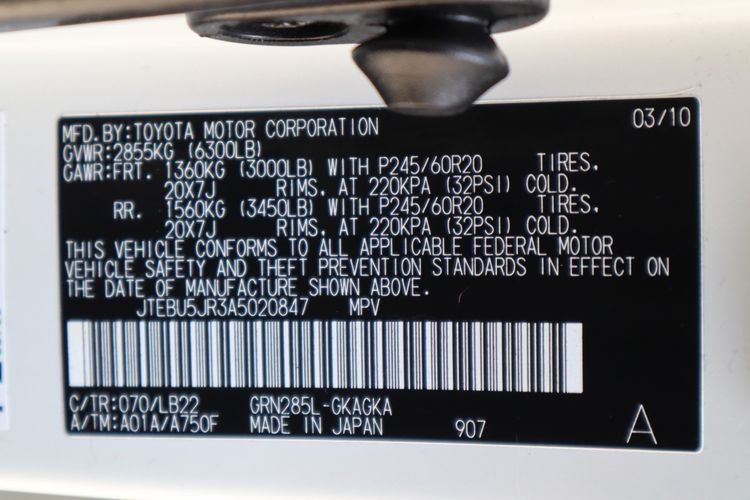 03/10
MFD.BY:TOYOTA MOTOR CORPORATION
GVWR:2855KG (6300LB)
GAWR:FRT. 1360KG (3000LB) WITH P245/60R20 TIRES.
20X7J RIMS. AT 220KPA (32PSI) COLD.
RR. 1560KG (3450LB) WITH P245/60R20 TIRES.
20X7J RIMS. AT 220KPA (32PSI) COLD.
THIS VEHICLE CONFORMS TO ALL APPLICABLE FEDERAL MOTOR
VEHICLE SAFETY AND THEFT PREVENTION STANDARDS IN EFFECT ON
THE DATE OF MANUFACTURE SHOWN ABOVE.
JTEBU5JR3A5020847 MPV
C/TR:070/LB22 GRN285L-GKAGKA
A/TM:A01A/A750F MADE IN JAPAN 907 A